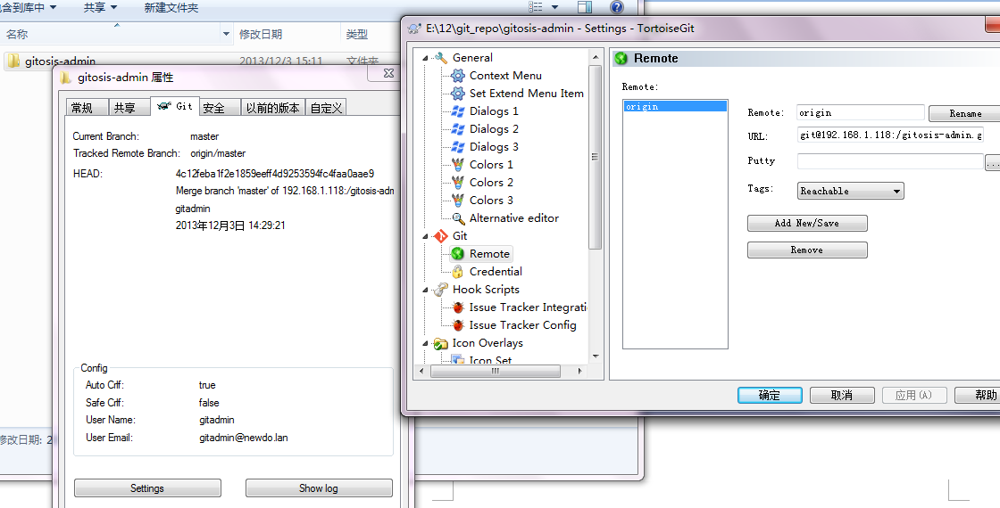 含到库中
共享
新建文件夹
名称
修改日期
类型
gitosis-admin
2013/12/3 15:11
文件夹
gitosis-admin 属性
常规
共享
Git
安全
以前的版本
自定义
Current Branch:
master
Tracked Remote Branch:
origin/master
HEAD:
4c12feba1f2e1859eeff4d9253594fc4faa0aae9
Merge branch 'master' of 192.168.1.118:/gitosis-adn
gitadmin
2013年12月3日 14:29:21
Config
Auto Crlf:
true
Safe Crlf:
false
User Name:
gitadmin
User Email:
gitadmin@newdo.lan
Settings
Show log
修改日期: 2
E:\12\git_repo\gitosis-admin - Settings - TortoiseGit
General
Context Menu
Set Extend Menu Item
Dialogs 1
Dialogs 2
Dialogs 3
Colors 1
Colors 2
Colors 3
Alternative editor
Git
Remote
Credential
Hook Scripts
Issue Tracker Integrati
Issue Tracker Config
Icon Overlays
Icon Set
Remote
Remote:
origin
Remote:
origin
Rename
URL:
git@192.168.1.118:/gitosis-admin.g
Putty
...
Tags:
Reachable
Add New/Save
Remove
确定
取消
应用(A)
帮助